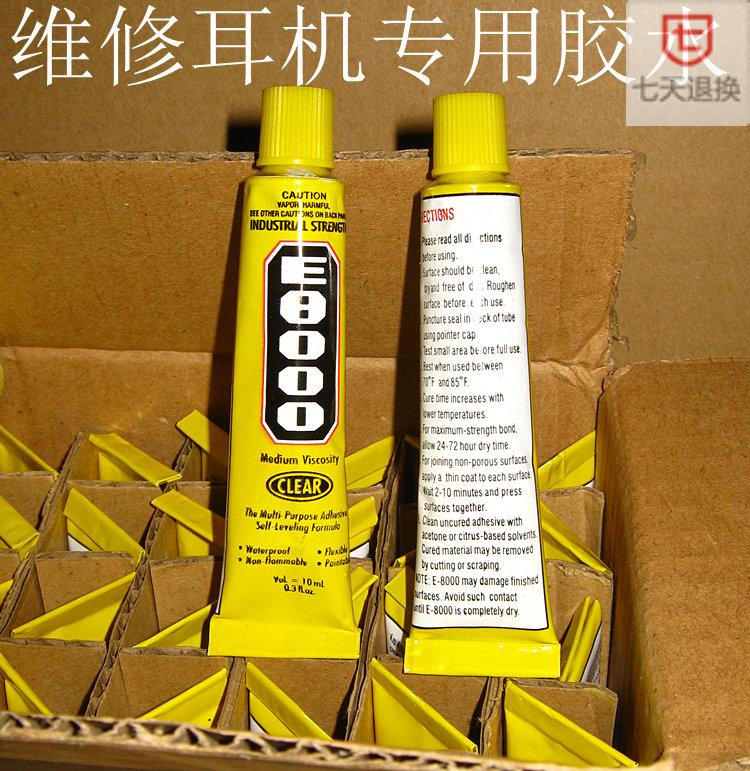 维修耳机专用胶水
七天退换
CAUTION
VAPOR HARMFUL
SEE OTHER CAUTIONS ON BACK PANEL
INDUSTRIAL STRENGTH
E8000
Medium Viscosity
CLEAR
The Multi-Purpose Adhesive
Self-Leveling Formula
• Waterproof • Flexible
• Non-flammable • Paintable
Vol. = 10 mL
0.3 fl.oz.
ECTIONS
Please read all di ctions
before using.
Surface should b clean,
dry and free of d . Roughen
surface before e ch use.
Puncture seal in eck of tube
using pointer cap
Test small area be ore full use.
Best when used between
70°F and 85°F.
Cure time increases with
lower temperatures.
For maximum-strength bond,
allow 24-72 hour dry time.
For joining non-porous surfaces,
apply a thin coat to each surface.
Wait 2-10 minutes and press
surfaces together.
Clean uncured adhesive with
acetone or citrus-based solvents.
Cured material may be removed
by cutting or scraping.
NOTE: E-8000 may damage finished
surfaces. Avoid such contact
until E-8000 is completely dry.